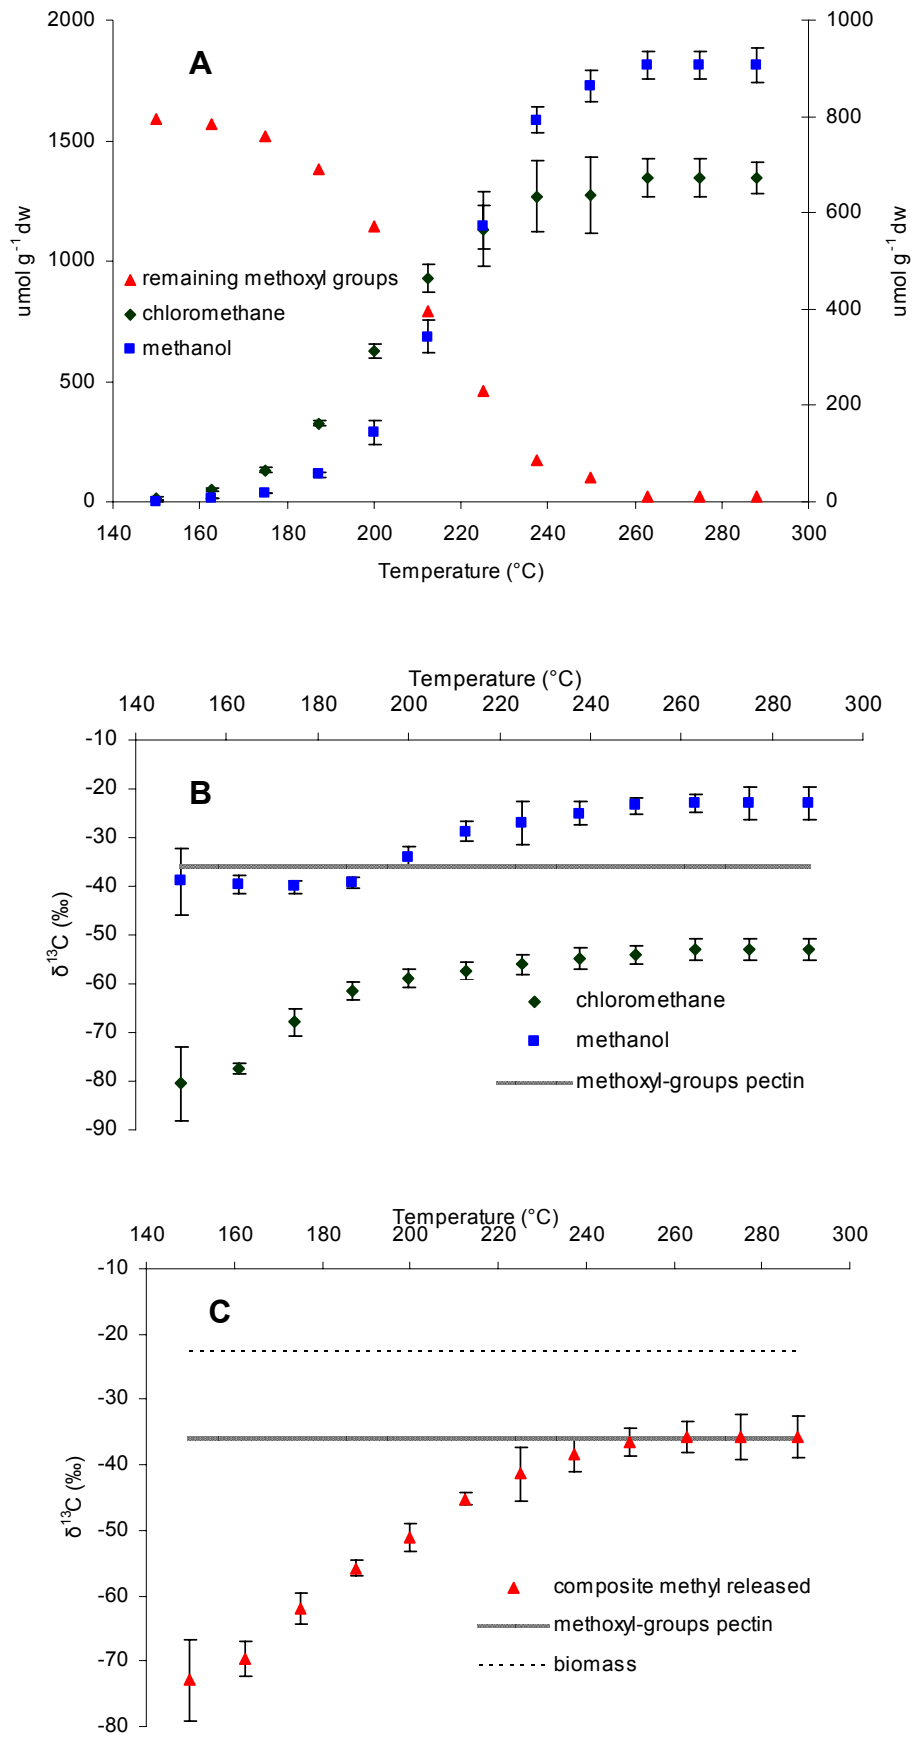 A
2000
1500
1000
500
0
umol g⁻¹ dw
1000
800
600
400
200
0
umol g⁻¹ dw
remaining methoxyl groups
chloromethane
methanol
140 160 180 200 220 240 260 280 300
Temperature (°C)
Temperature (°C)
140 160 180 200 220 240 260 280 300
B
-10
-20
-30
-40
-50
-60
-70
-80
-90
δ¹³C (‰)
chloromethane
methanol
methoxyl-groups pectin
Temperature (°C)
140 160 180 200 220 240 260 280 300
C
-10
-20
-30
-40
-50
-60
-70
-80
δ¹³C (‰)
composite methyl released
methoxyl-groups pectin
biomass